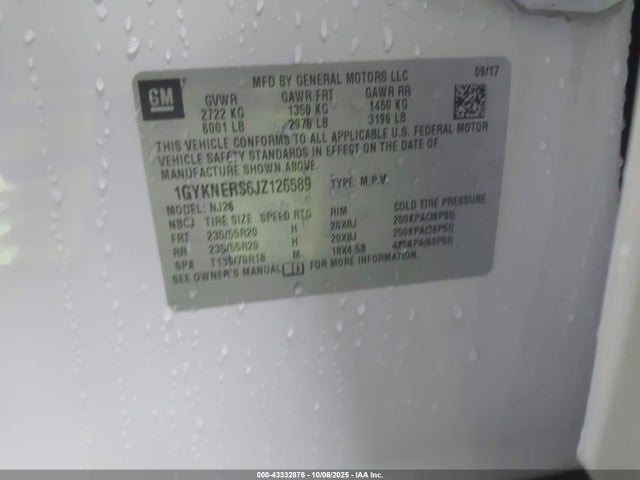 GM
MFD BY GENERAL MOTORS LLC 09/17
GVWR GAWR FRT GAWR RR
2722 KG 1350 KG 1450 KG
6001 LB 2976 LB 3196 LB
THIS VEHICLE CONFORMS TO ALL APPLICABLE U.S. FEDERAL MOTOR
VEHICLE SAFETY STANDARDS IN EFFECT ON THE DATE OF
MANUFACTURE SHOWN ABOVE.
1GYKNERS6JZ126589 TYPE: M.P.V.
MODEL: NJ26
NBCJ TIRE SIZE SPEED RTG RIM COLD TIRE PRESSURE
FRT 235/55R20 H 20X8J 250KPA(36PSI)
RR 235/55R20 H 20X8J 250KPA(36PSI)
SPA T135/70R18 M 18X4.5B 420KPA(60PSI)
SEE OWNER'S MANUAL FOR MORE INFORMATION.
000-43332876 - 10/06/2025 - IAA Inc.